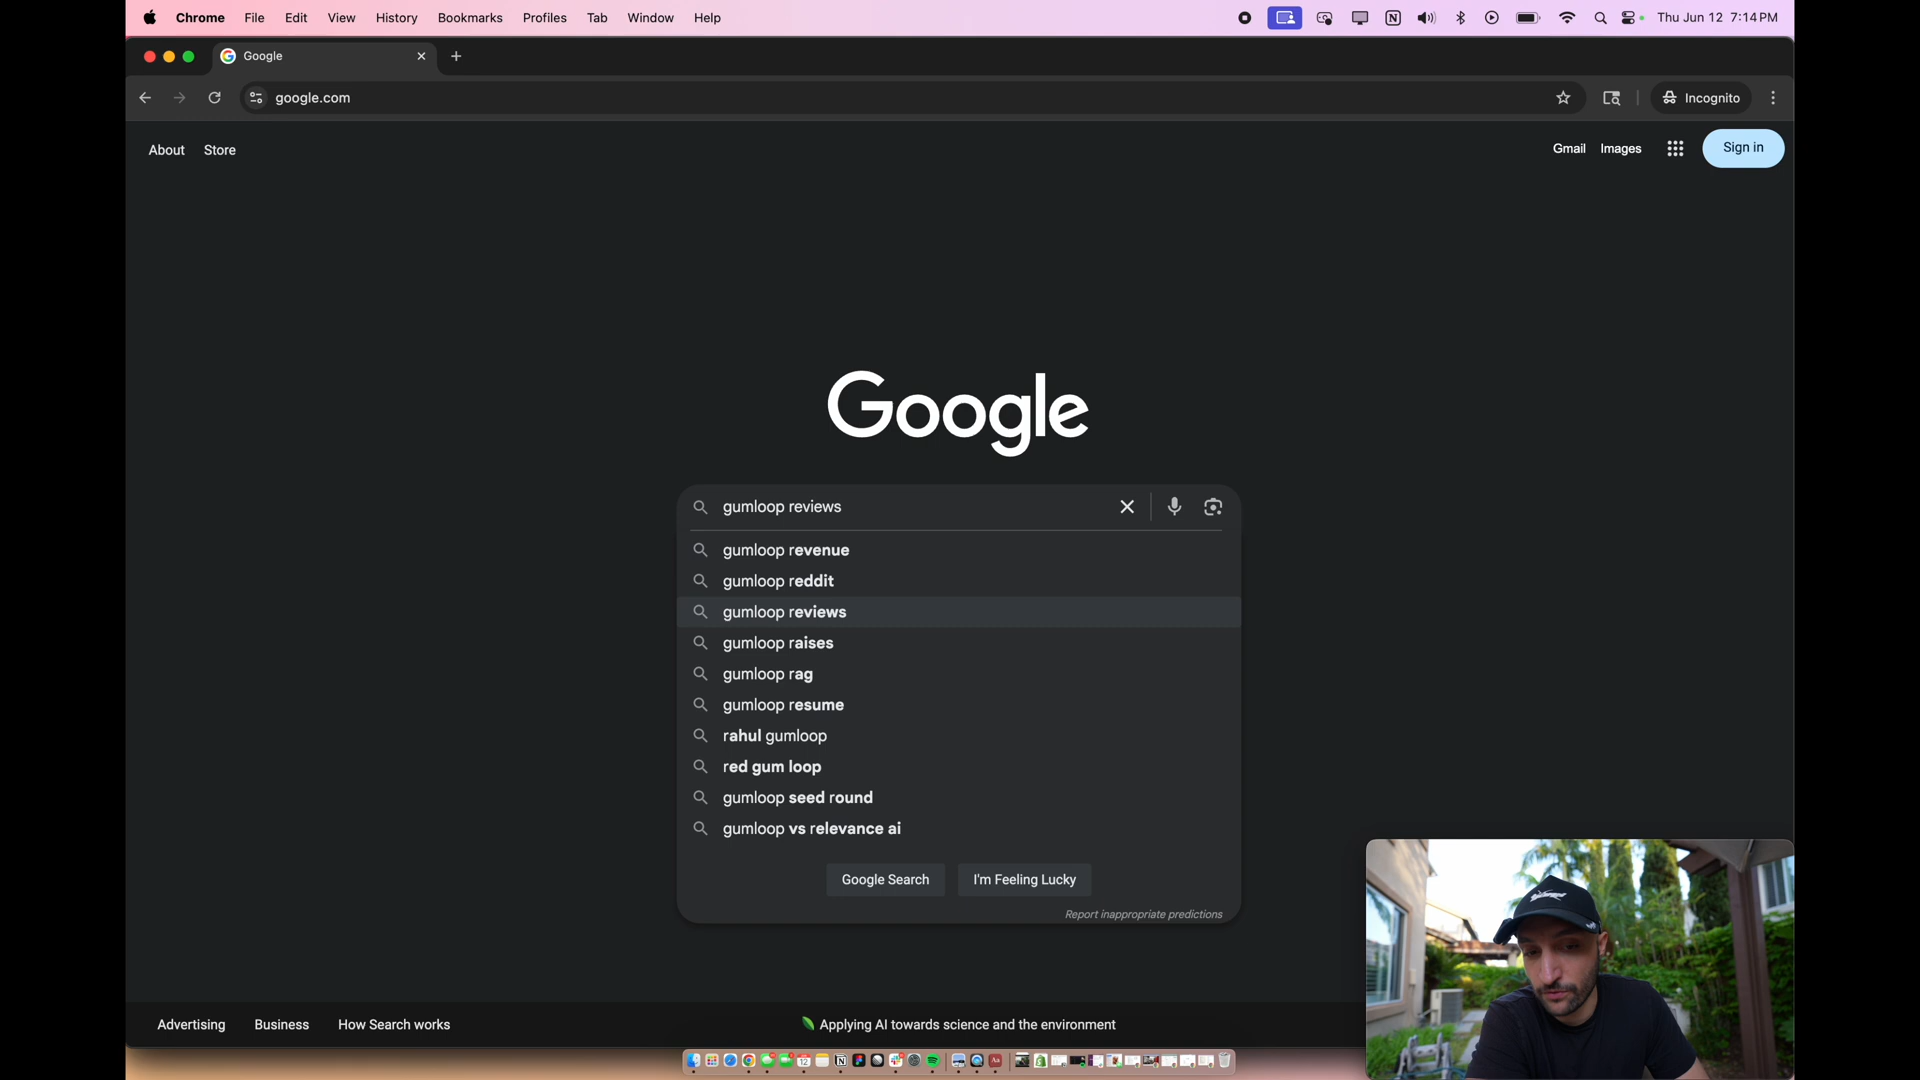 Chrome File Edit View History Bookmarks Profiles Tab Window Help Thu Jun 12 7:14 PM
Google
google.com Incognito
About Store Gmail Images Sign in
Google
gumloop reviews
gumloop revenue
gumloop reddit
gumloop reviews
gumloop raises
gumloop rag
gumloop resume
rahul gumloop
red gum loop
gumloop seed round
gumloop vs relevance ai
Google Search I'm Feeling Lucky
Report inappropriate predictions
Advertising Business How Search works Applying AI towards science and the environment